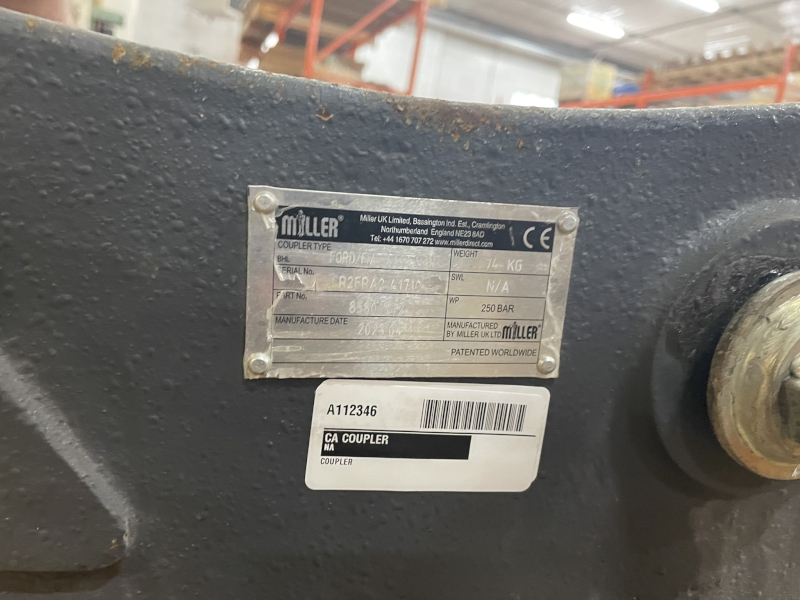 MILLER®
Miller UK Limited, Bassington Ind. Est., Cramlington
Northumberland England NE23 8AD
Tel: +44 1670 707 272 www.millerdirect.com
CE
COUPLER TYPE
BHL
WEIGHT
74 KG
SERIAL No.
SWL
N/A
PART No.
WP
250 BAR
MANUFACTURE DATE
MANUFACTURED
BY MILLER UK LTD MILLER®
PATENTED WORLDWIDE
A112346
CA COUPLER
NA
COUPLER